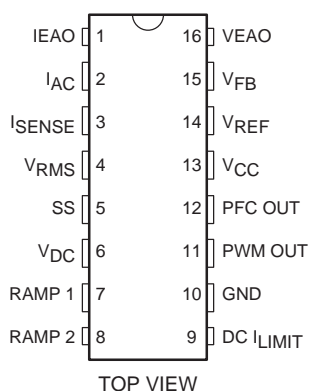 IEAO 1 16 VEAO
IAC 2 15 VFB
ISENSE 3 14 VREF
VRMS 4 13 VCC
SS 5 12 PFC OUT
VDC 6 11 PWM OUT
RAMP 1 7 10 GND
RAMP 2 8 9 DC ILIMIT
TOP VIEW